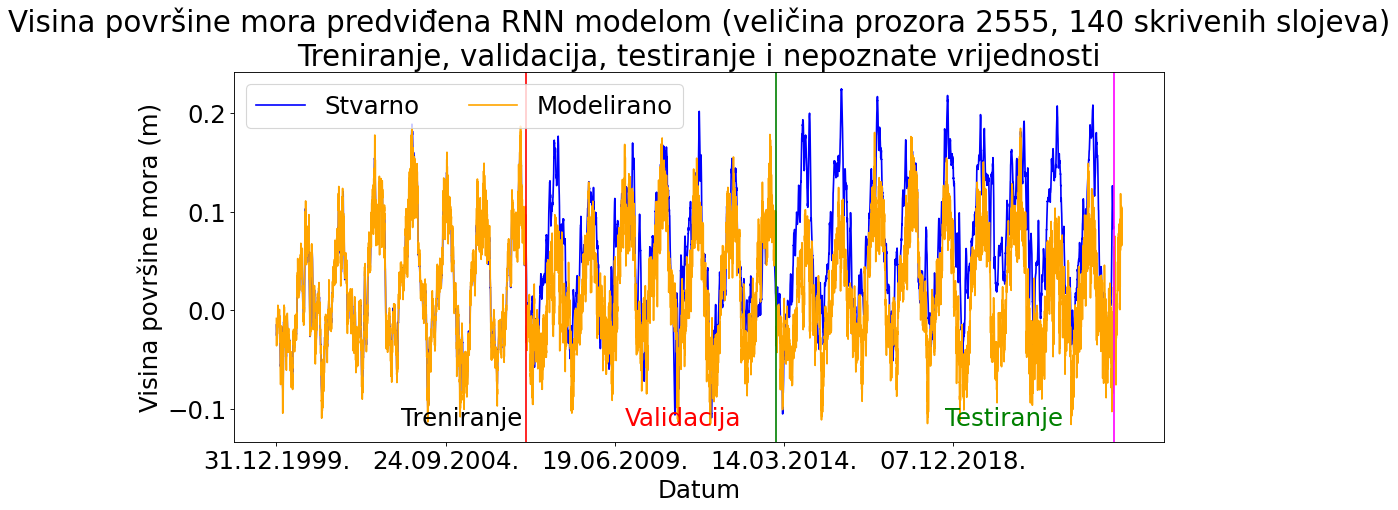 Visina površine mora predviđena RNN modelom (veličina prozora 2555, 140 skrivenih slojeva)
Treniranje, validacija, testiranje i nepoznate vrijednosti
Stvarno
Modelirano
Visina površine mora (m)
0.2
0.1
0.0
−0.1
Treniranje
Validacija
Testiranje
31.12.1999.
24.09.2004.
19.06.2009.
14.03.2014.
07.12.2018.
Datum